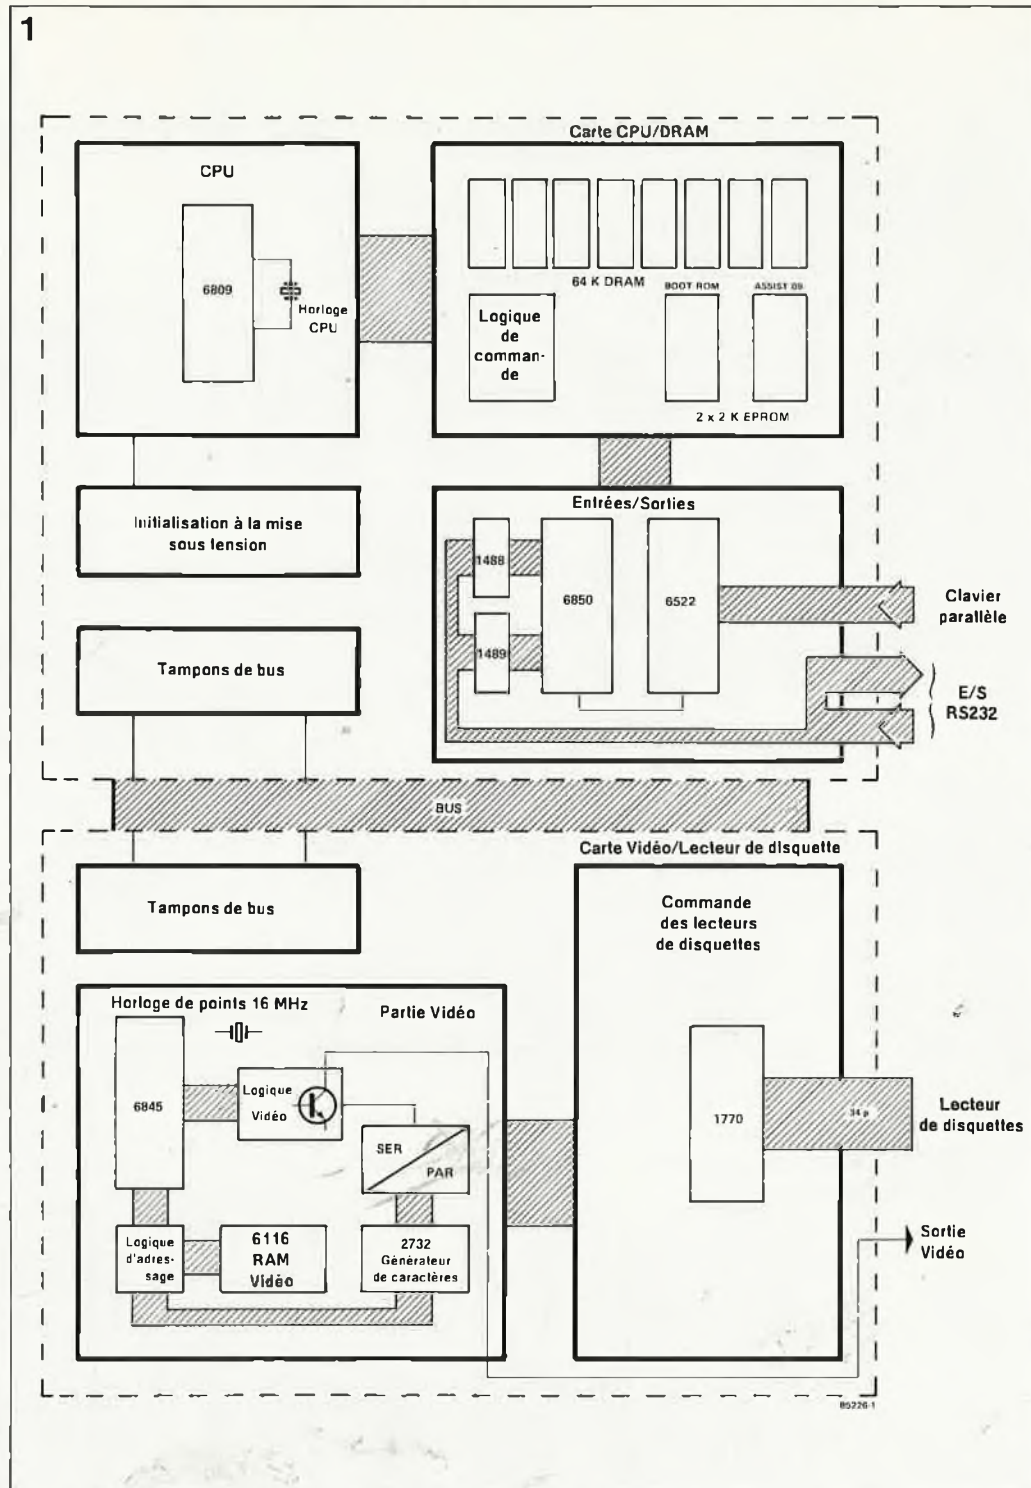 1
Carte CPU/DRAM
CPU
6809
Horloge
CPU
64 K DRAM
BOOT ROM
ASSIST 09
Logique
de
comman-
de
2 x 2 K EPROM
Initialisation à la mise
sous tension
Entrées/Sorties
1488
6850
6522
1489
Clavier
parallèle
E/S
RS232
Tampons de bus
BUS
Carte Vidéo/Lecteur de disquette
Tampons de bus
Commande
des lecteurs
de disquettes
Horloge de points 16 MHz
Partie Vidéo
6845
Logique
Vidéo
SER
PAR
1770
34 p
Lecteur
de disquettes
Logique
d'adres-
sage
6116
RAM
Vidéo
2732
Générateur
de caractères
Sortie
Vidéo
85226-1